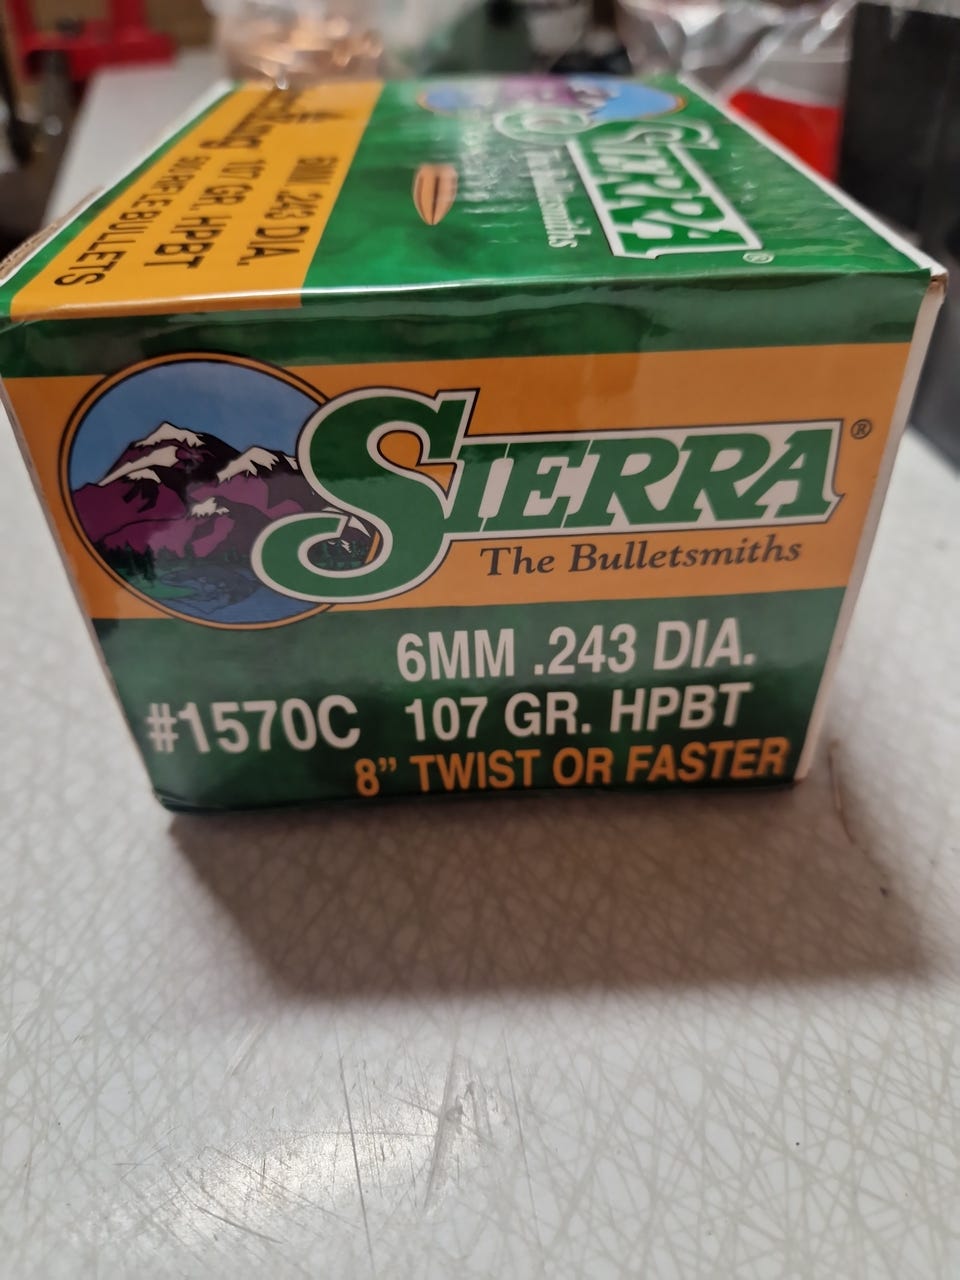 SIERRA®
The Bulletsmiths
6MM .243 DIA.
#1570C 107 GR. HPBT
8” TWIST OR FASTER
SIERRA®
The Bulletsmiths
6MM .243 DIA.
107 GR. HPBT
500 RIFLE BULLETS